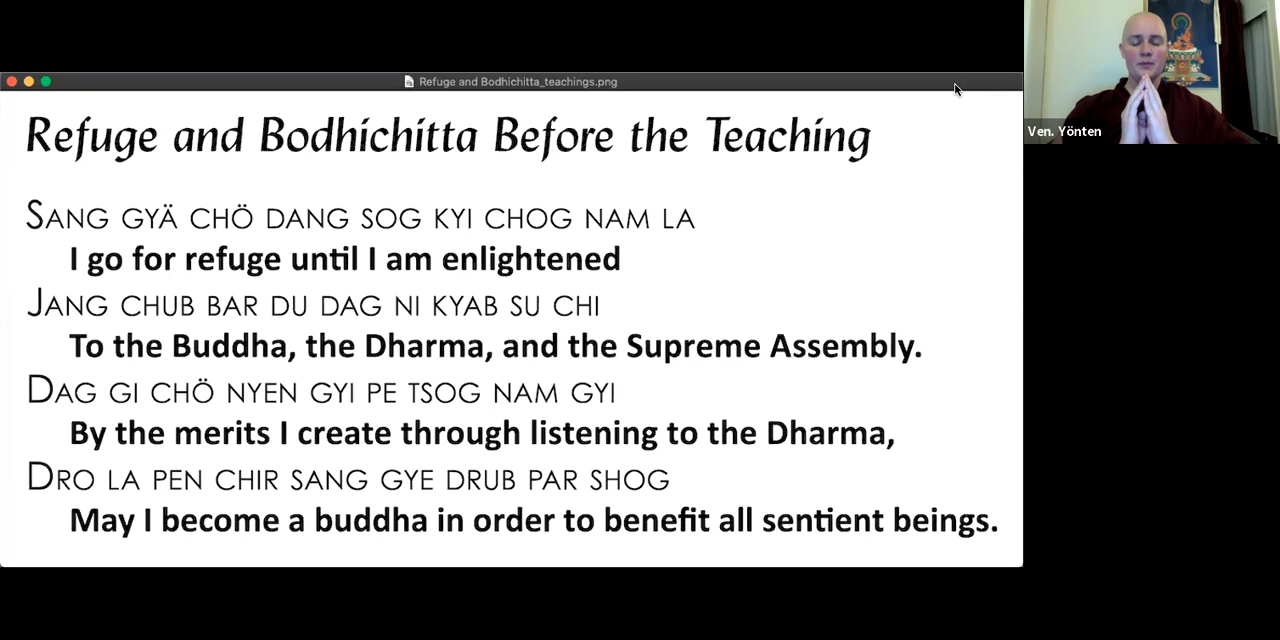 Refuge and Bodhichitta_teachings.png
Refuge and Bodhichitta Before the Teaching
SANG GYÄ CHÖ DANG SOG KYI CHOG NAM LA
I go for refuge until I am enlightened
JANG CHUB BAR DU DAG NI KYAB SU CHI
To the Buddha, the Dharma, and the Supreme Assembly.
DAG GI CHÖ NYEN GYI PE TSOG NAM GYI
By the merits I create through listening to the Dharma,
DRO LA PEN CHIR SANG GYE DRUB PAR SHOG
May I become a buddha in order to benefit all sentient beings.
Ven. Yönten